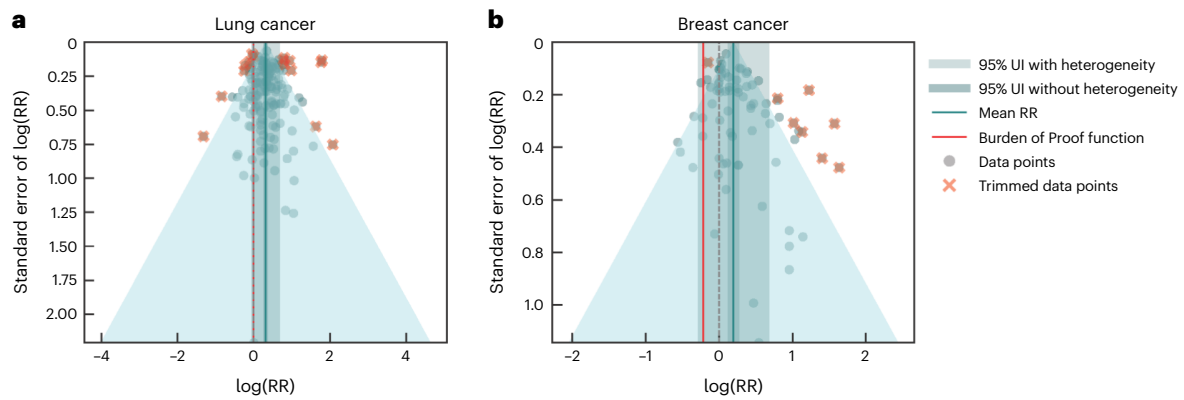 a
Lung cancer
0
0.25
0.50
0.75
1.00
1.25
1.50
1.75
2.00
Standard error of log(RR)
−4
−2
0
2
4
log(RR)
b
Breast cancer
0
0.2
0.4
0.6
0.8
1.0
Standard error of log(RR)
−2
−1
0
1
2
log(RR)
95% UI with heterogeneity
95% UI without heterogeneity
Mean RR
Burden of Proof function
Data points
Trimmed data points